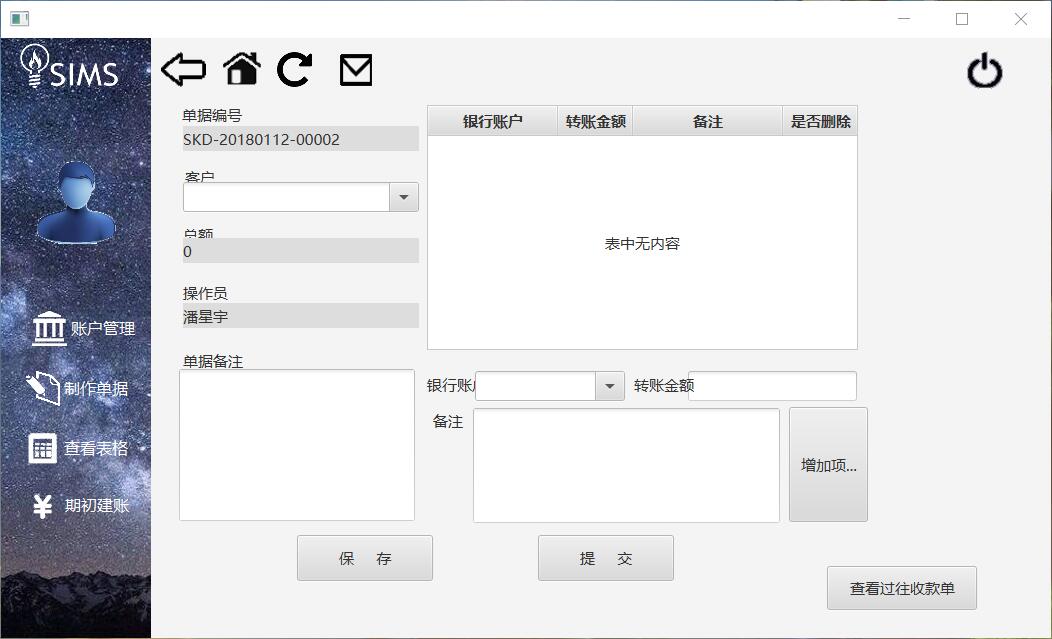 SIMS
账户管理
制作单据
查看表格
期初建账
单据编号
SKD-20180112-00002
客户
总额
0
操作员
潘星宇
单据备注
银行账户 转账金额 备注 是否删除
表中无内容
银行账户 转账金额
备注
增加项...
保 存
提 交
查看过往收款单